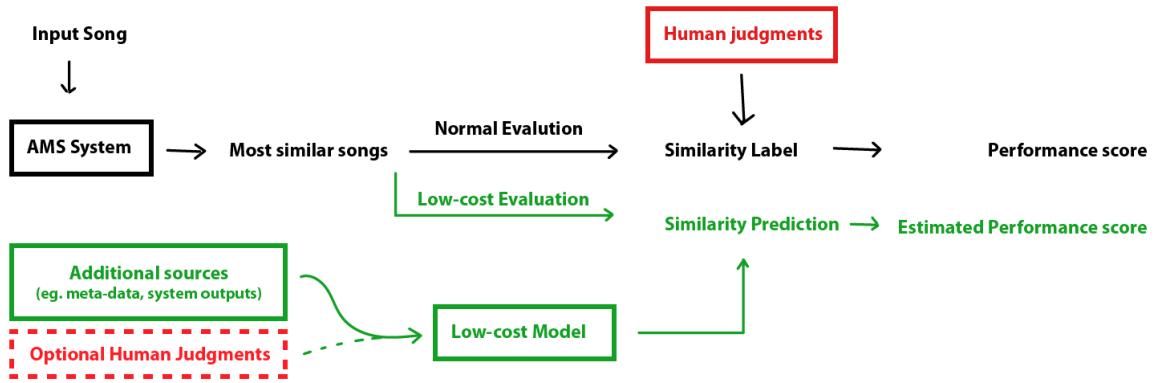 Input Song
Human judgments
AMS System
Most similar songs
Normal Evalution
Similarity Label
Performance score
Low-cost Evaluation
Similarity Prediction
Estimated Performance score
Additional sources
(eg. meta-data, system outputs)
Low-cost Model
Optional Human Judgments